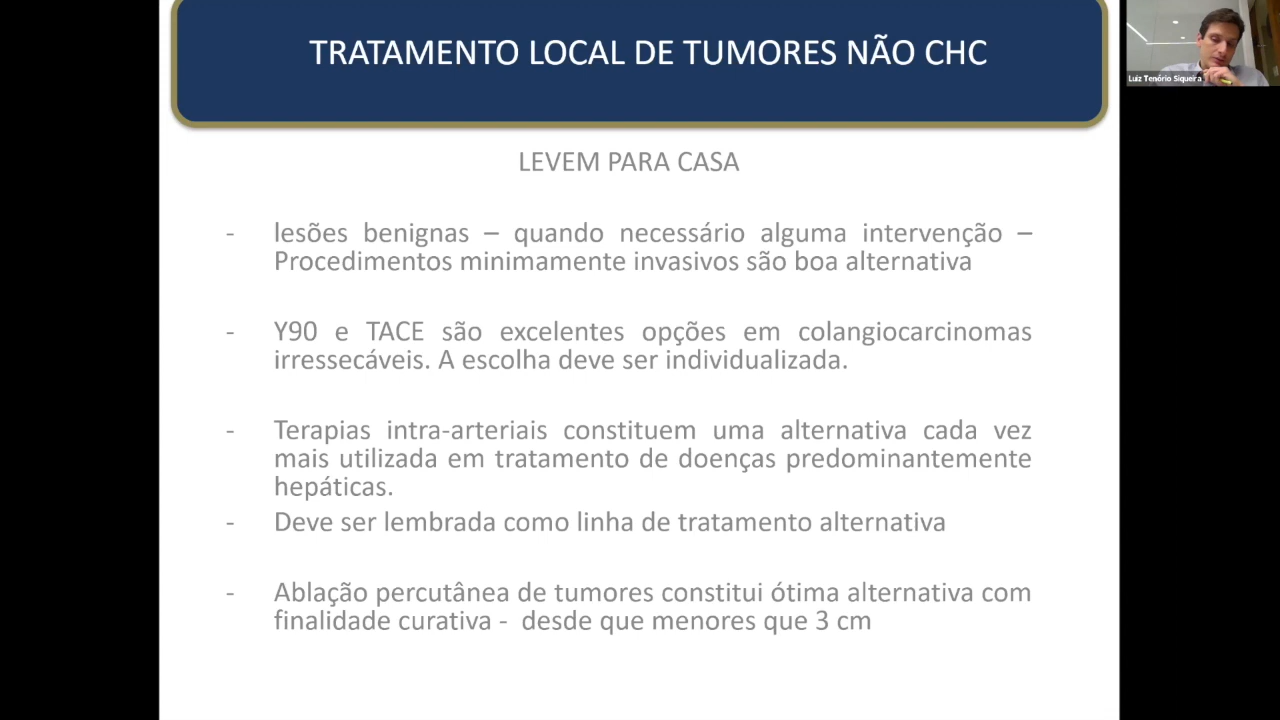 TRATAMENTO LOCAL DE TUMORES NÃO CHC
Luiz Tenório Siqueira
LEVEM PARA CASA
- lesões benignas – quando necessário alguma intervenção –
Procedimentos minimamente invasivos são boa alternativa
- Y90 e TACE são excelentes opções em colangiocarcinomas
irressecáveis. A escolha deve ser individualizada.
- Terapias intra-arteriais constituem uma alternativa cada vez
mais utilizada em tratamento de doenças predominantemente
hepáticas.
- Deve ser lembrada como linha de tratamento alternativa
- Ablação percutânea de tumores constitui ótima alternativa com
finalidade curativa - desde que menores que 3 cm